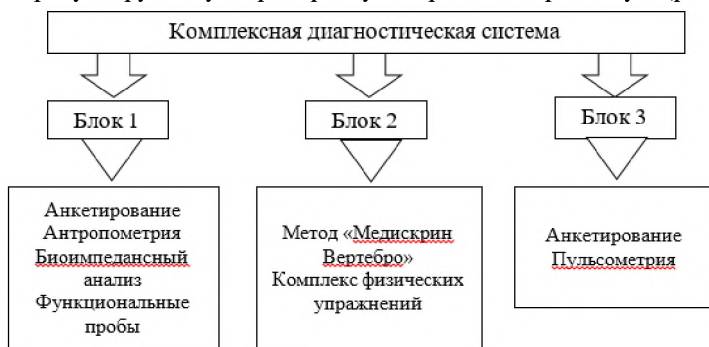 Комплексная диагностическая система
Блок 1
Блок 2
Блок 3
Анкетирование
Антропометрия
Биоимпедансный
анализ
Функциональные
пробы
Метод «Медискрин
Вертебро»
Комплекс физических
упражнений
Анкетирование
Пульсометрия